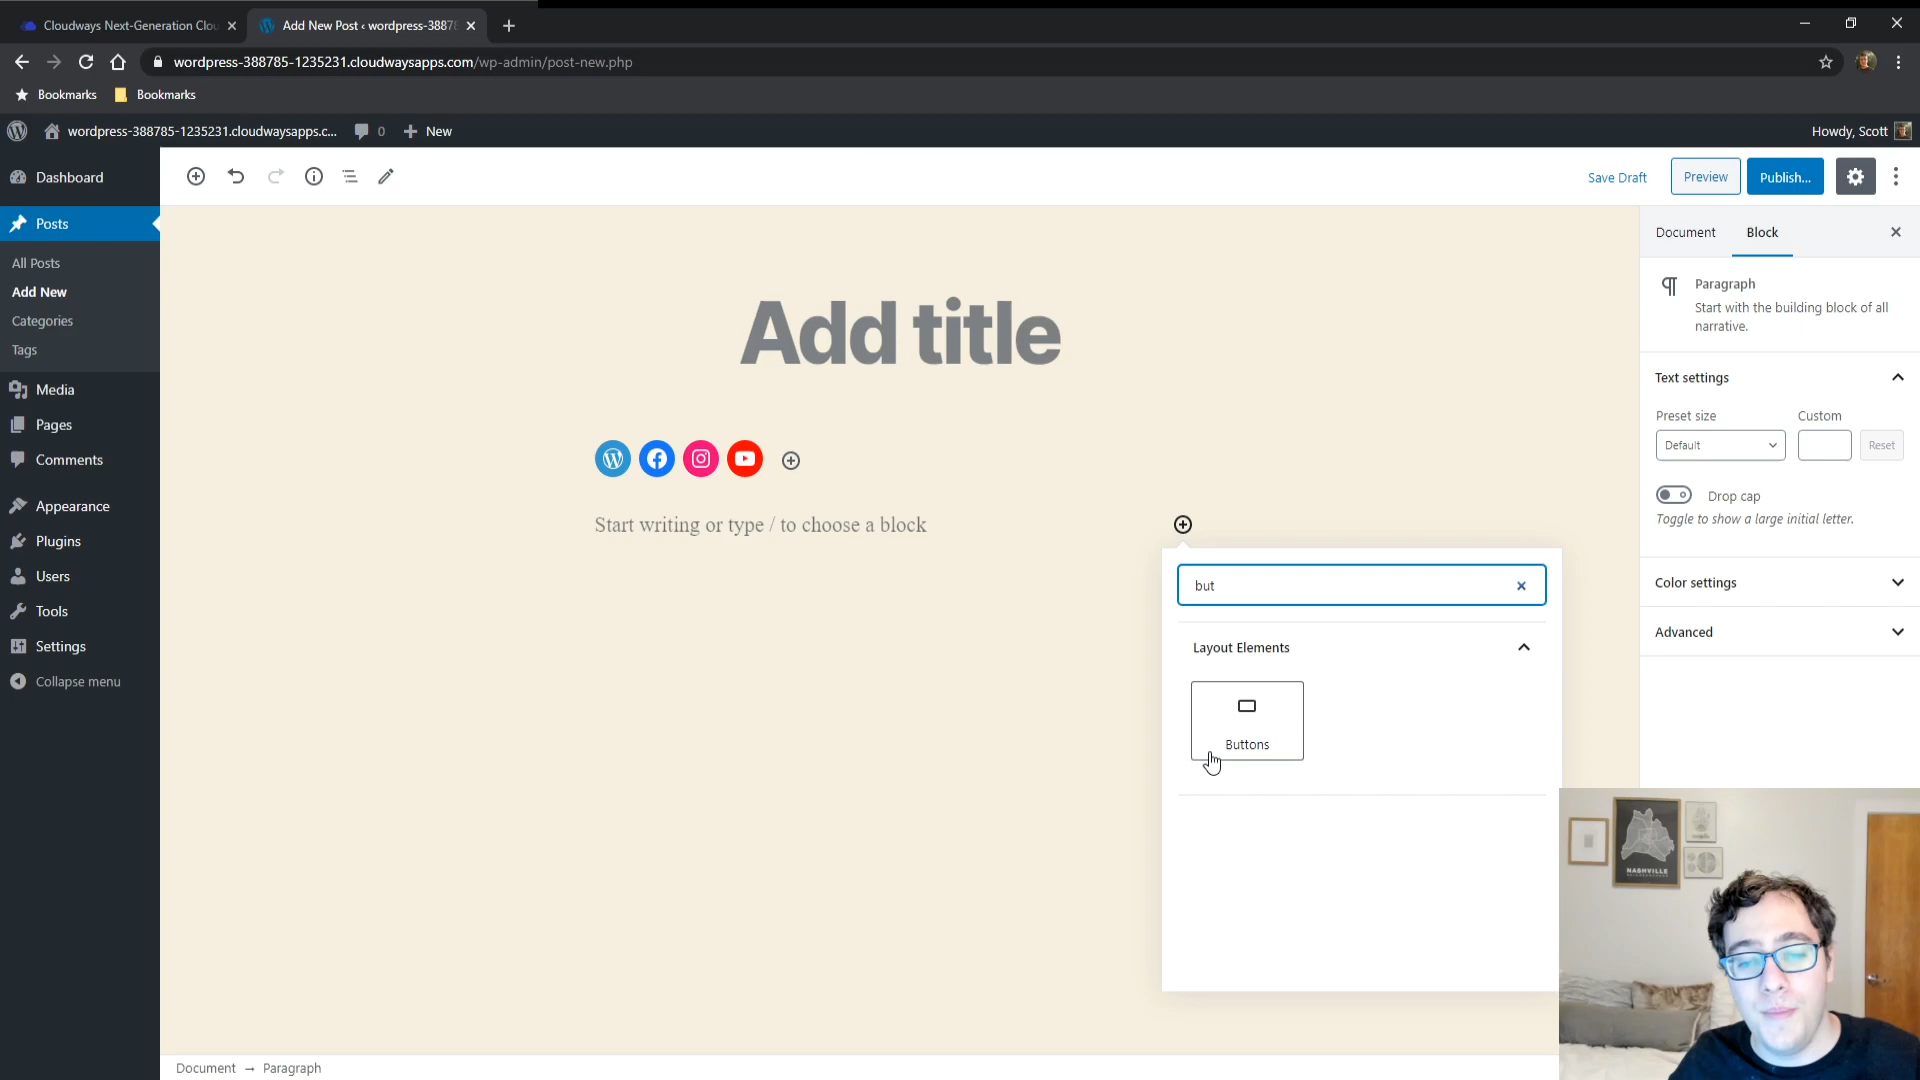 Cloudways Next-Generation Clou
Add New Post ‹ wordpress-3887
wordpress-388785-1235231.cloudwaysapps.com/wp-admin/post-new.php
Bookmarks
Bookmarks
wordpress-388785-1235231.cloudwaysapps.c...
0
New
Howdy, Scott
Dashboard
Posts
All Posts
Add New
Categories
Tags
Media
Pages
Comments
Appearance
Plugins
Users
Tools
Settings
Collapse menu
Save Draft
Preview
Publish...
Add title
Start writing or type / to choose a block
but
Layout Elements
Buttons
Document
Block
Paragraph
Start with the building block of all
narrative.
Text settings
Preset size
Custom
Default
Reset
Drop cap
Toggle to show a large initial letter.
Color settings
Advanced
NASHVILLE
Document → Paragraph